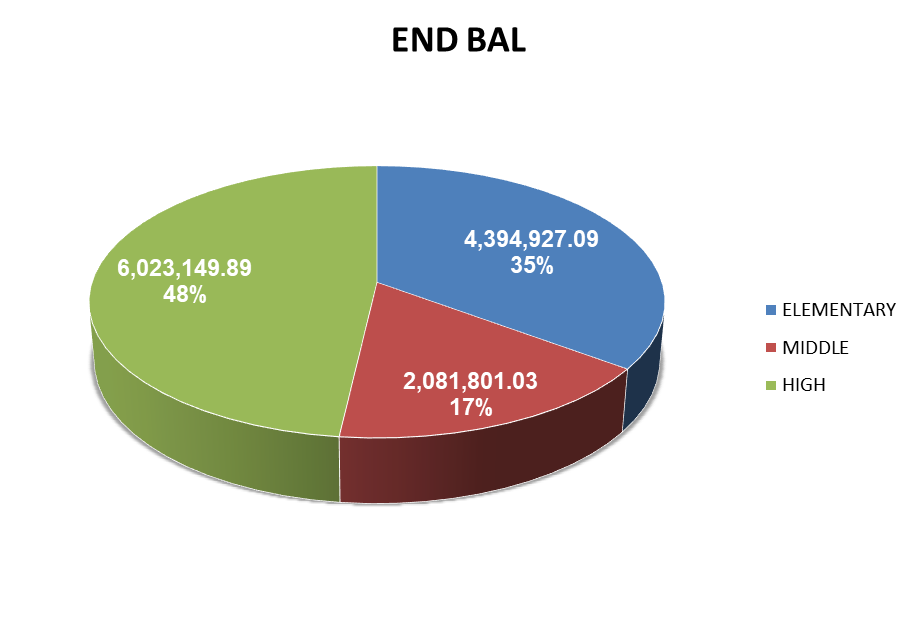 END BAL
4,394,927.09
35%
6,023,149.89
48%
2,081,801.03
17%
ELEMENTARY
MIDDLE
HIGH